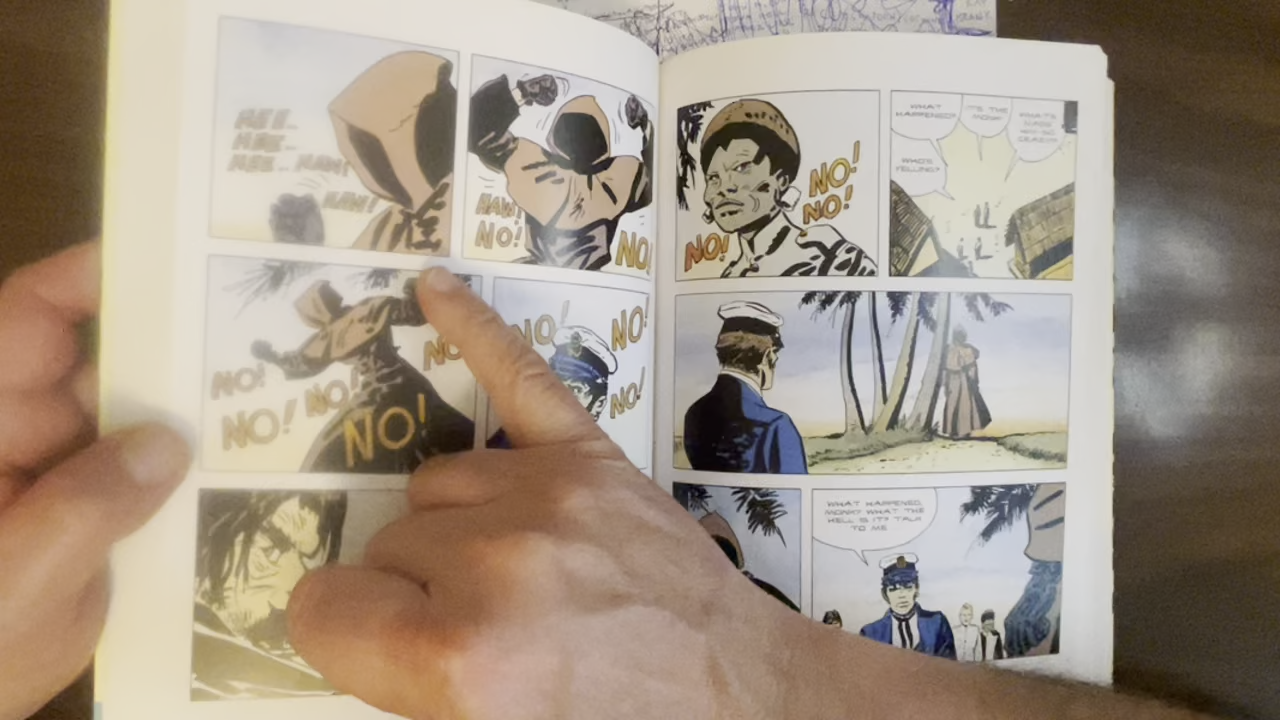 HEE...
HEE...
HEE... HAW!
HAW!
HAW!
NO!
NO!
NO!
NO!
NO!
NO!
NO!
NO!
NO!
NO!
NO!
NO!
NO!
WHAT
HAPPENED?
IT'S THE
MONK!
WHO'S
YELLING?
WHAT HAPPENED,
MONK? WHAT THE
HELL IS IT? TALK
TO ME